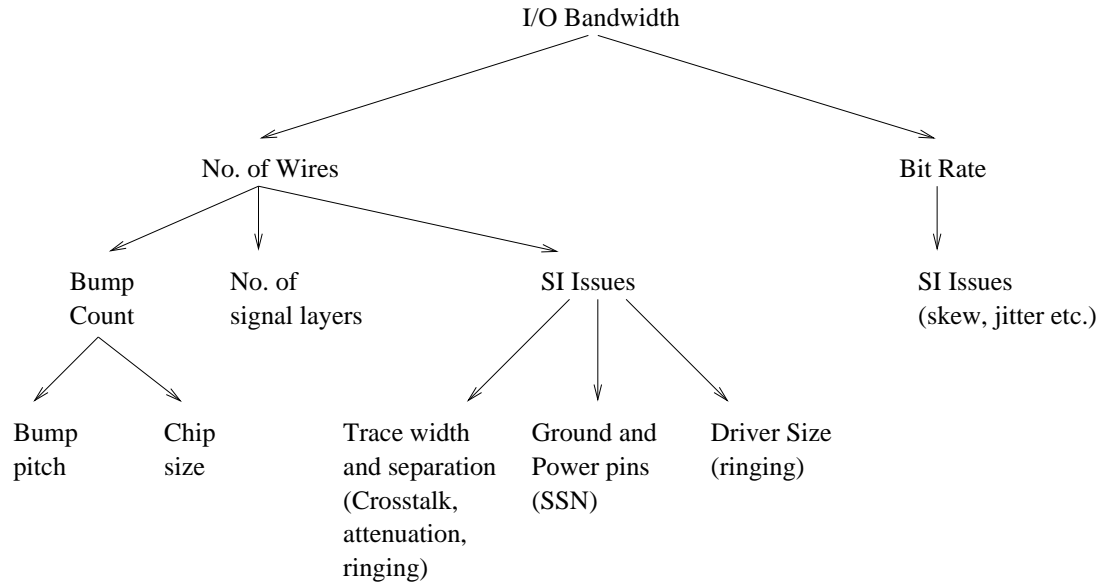 I/O Bandwidth
No. of Wires
Bit Rate
Bump
Count
No. of
signal layers
SI Issues
SI Issues
(skew, jitter etc.)
Bump
pitch
Chip
size
Trace width
and separation
(Crosstalk,
attenuation,
ringing)
Ground and
Power pins
(SSN)
Driver Size
(ringing)